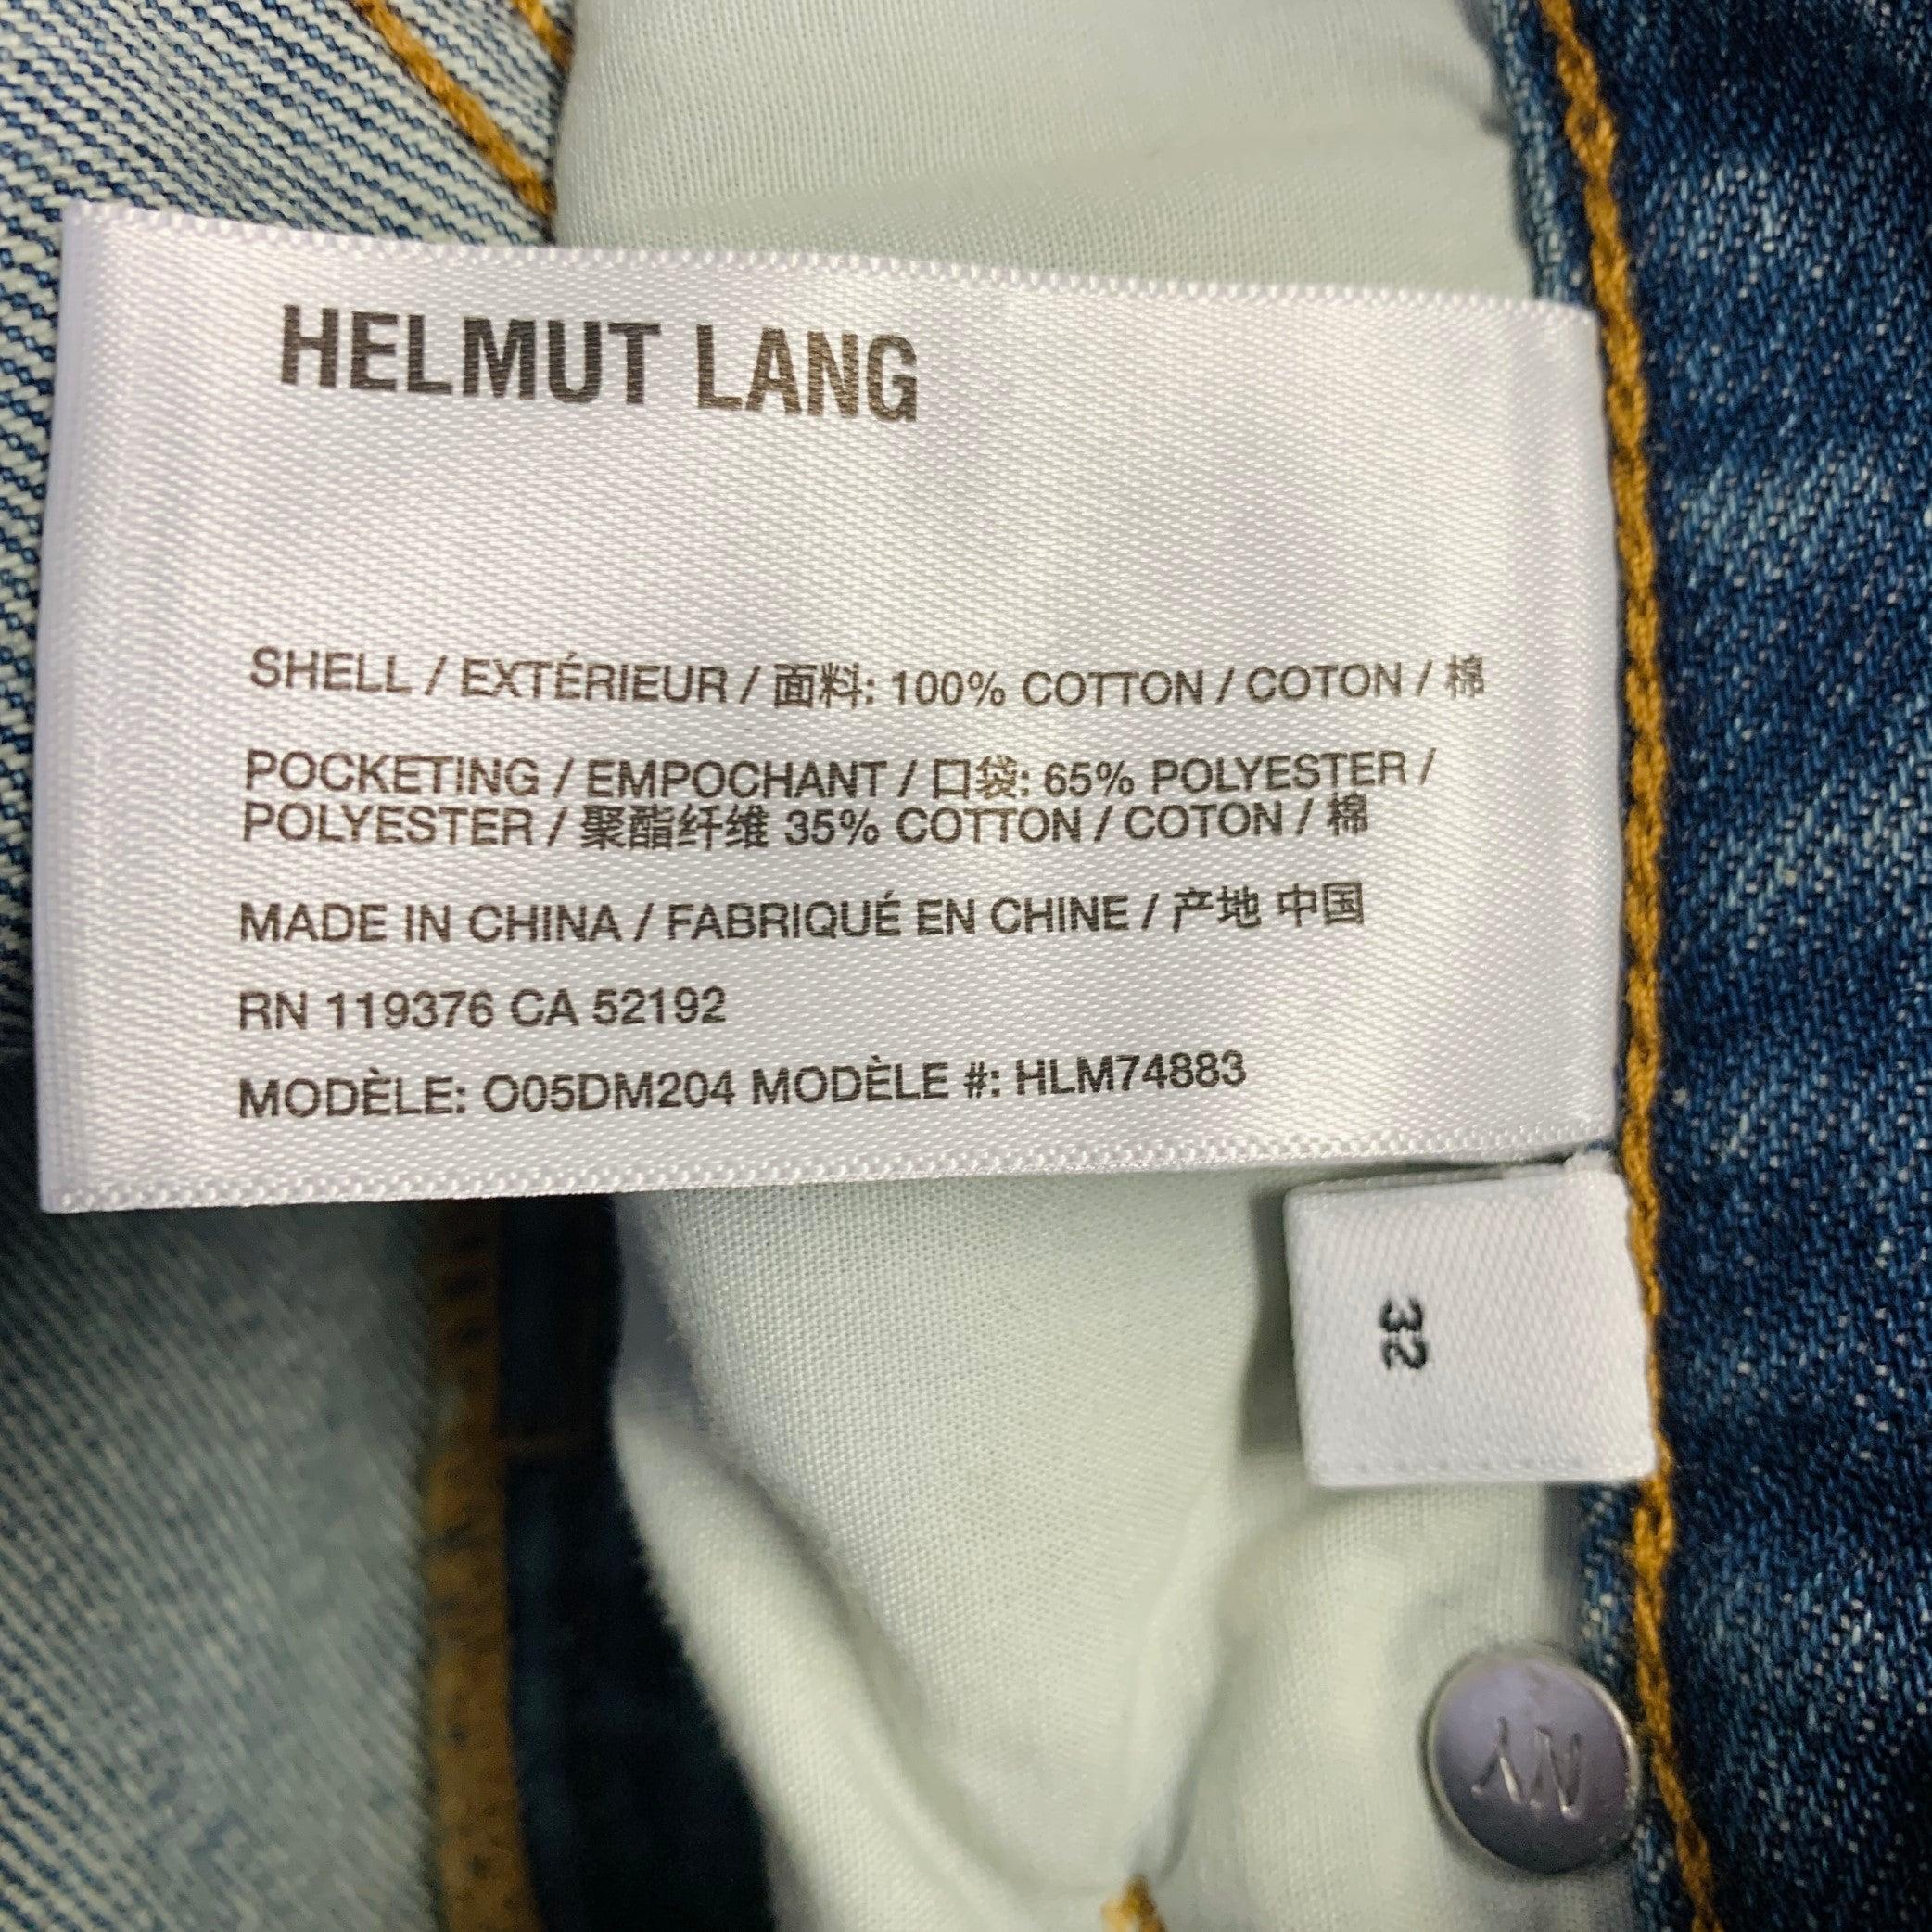 HELMUT LANG
SHELL / EXTÉRIEUR / 面料: 100% COTTON / COTON / 棉
POCKETING / EMPOCHANT / 口袋: 65% POLYESTER /
POLYESTER / 聚酯纤维 35% COTTON / COTON / 棉
MADE IN CHINA / FABRIQUÉ EN CHINE / 产地 中国
RN 119376 CA 52192
MODÈLE: O05DM204 MODÈLE #: HLM74883
32